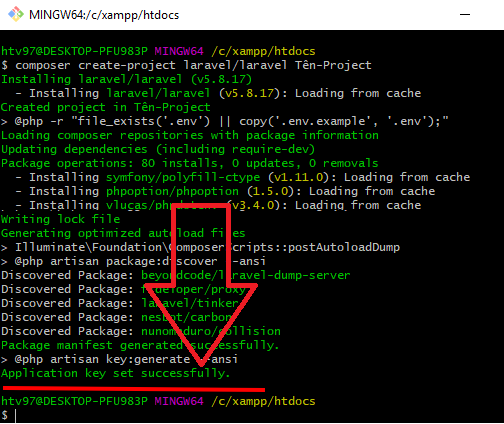 MINGW64:/c/xampp/htdocs
htv97@DESKTOP-PFU983P MINGW64 /c/xampp/htdocs
$ composer create-project laravel/laravel Tên-Project
Installing laravel/laravel (v5.8.17)
- Installing laravel/laravel (v5.8.17): Loading from cache
Created project in Tên-Project
> @php -r "file_exists('.env') || copy('.env.example', '.env');"
Loading composer repositories with package information
Updating dependencies (including require-dev)
Package operations: 80 installs, 0 updates, 0 removals
- Installing symfony/polyfill-ctype (v1.11.0): Loading from cache
- Installing phpoption/phpoption (1.5.0): Loading from cache
- Installing (v3.4.0): Loading from cache
Writing lock file
Generating optimized autoload files
> Illuminate\Foundation\ComposerScripts::postAutoloadDump
> @php artisan package:discover --ansi
Discovered Package: beyondcode/laravel-dump-server
Discovered Package: fideloper/proxy
Discovered Package: laravel/tinker
Discovered Package: nesbot/carbon
Discovered Package: nunomaduro/collision
Package manifest generated successfully.
> @php artisan key:generate --ansi
Application key set successfully.
htv97@DESKTOP-PFU983P MINGW64 /c/xampp/htdocs
$